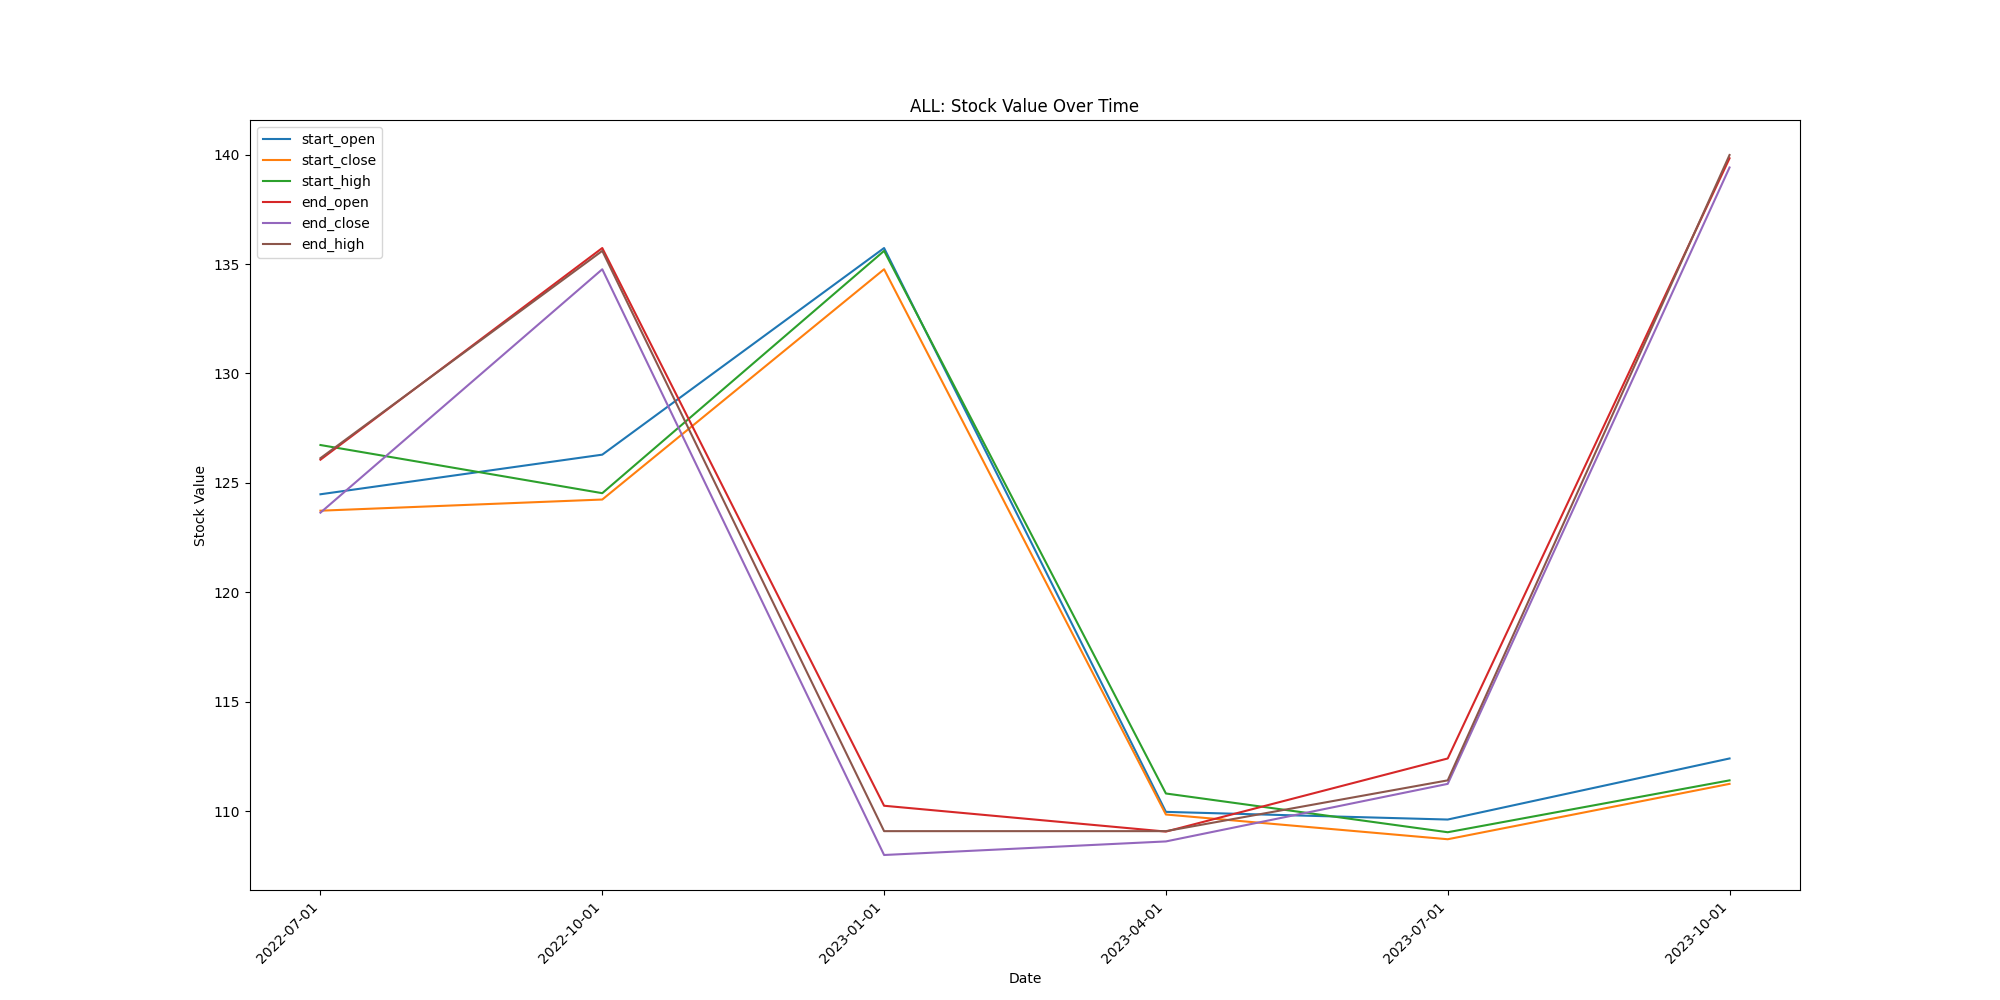 ALL: Stock Value Over Time
start_open
start_close
start_high
end_open
end_close
end_high
140
135
130
125
120
115
110
Stock Value
2022-07-01
2022-10-01
2023-01-01
2023-04-01
2023-07-01
2023-10-01
Date